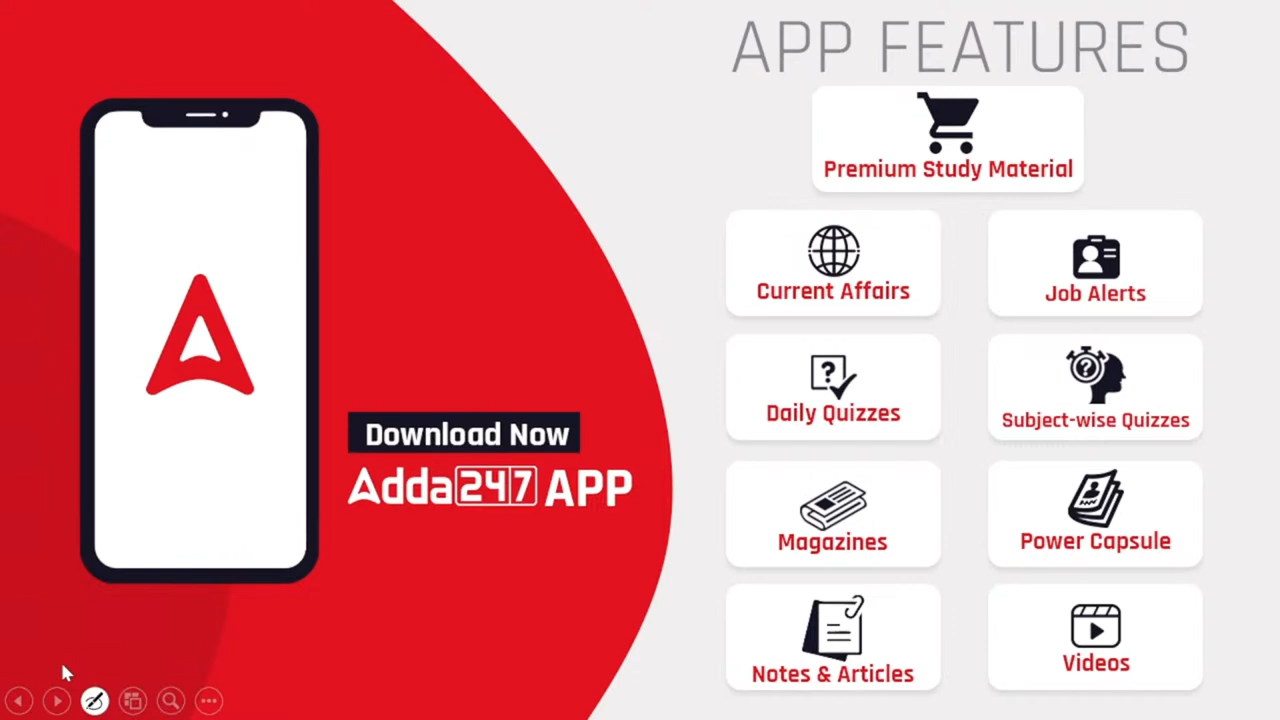 APP FEATURES
Premium Study Material
Current Affairs
Job Alerts
Daily Quizzes
Subject-wise Quizzes
Magazines
Power Capsule
Notes & Articles
Videos
Download Now
Adda247 APP